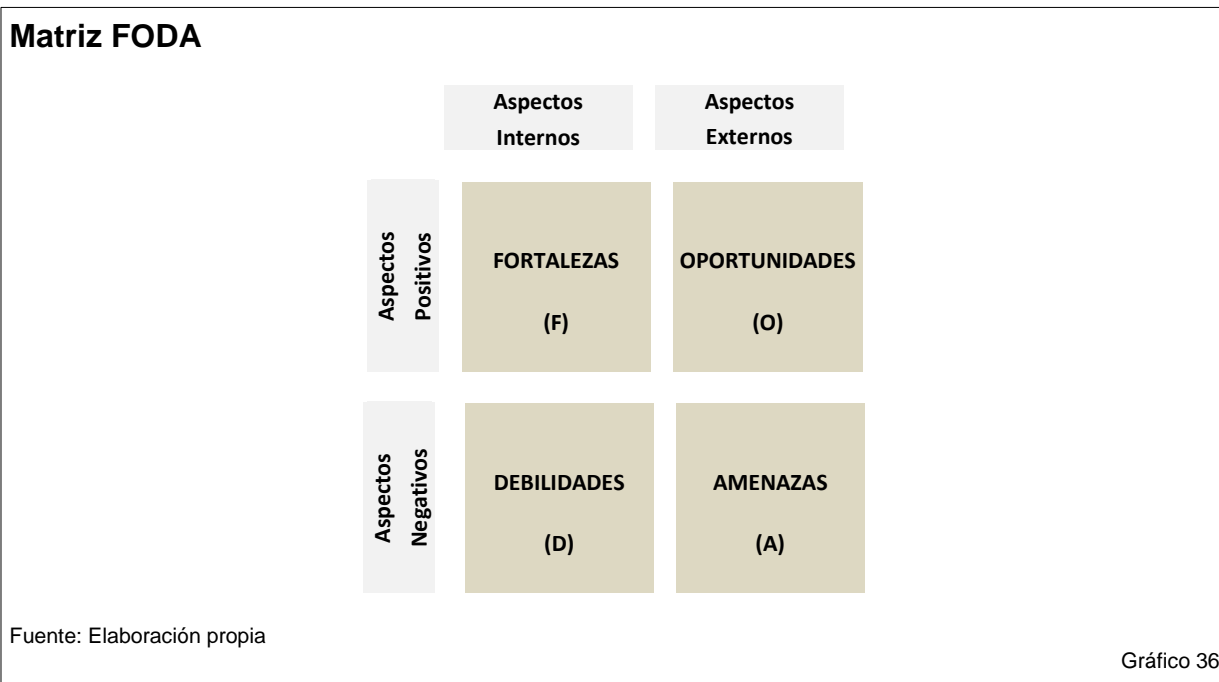 Matriz FODA
Aspectos
Internos
Aspectos
Externos
Aspectos
Positivos
FORTALEZAS
(F)
OPORTUNIDADES
(O)
Aspectos
Negativos
DEBILIDADES
(D)
AMENAZAS
(A)
Fuente: Elaboración propia
Gráfico 36